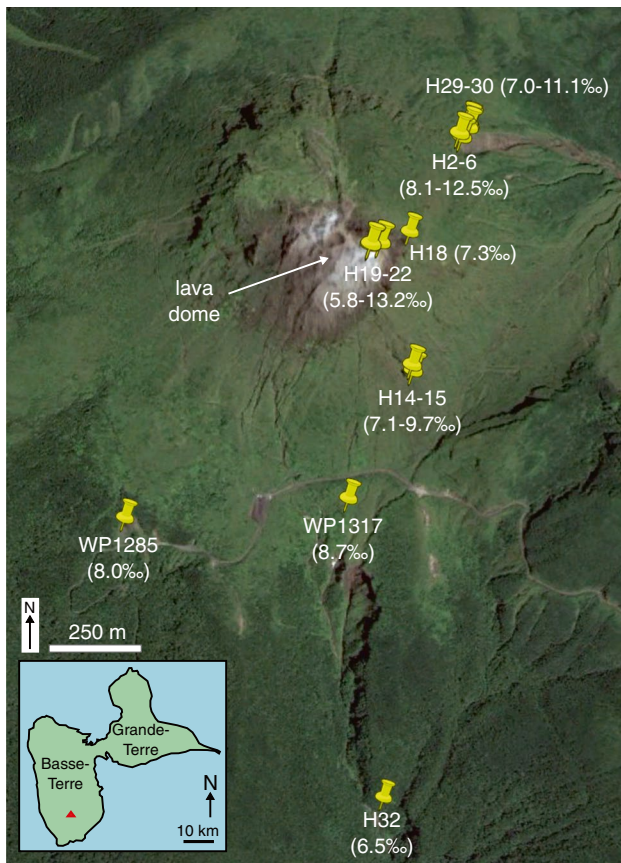 H29-30 (7.0-11.1‰)
H2-6
(8.1-12.5‰)
H18 (7.3‰)
H19-22
(5.8-13.2‰)
lava
dome
H14-15
(7.1-9.7‰)
WP1317
(8.7‰)
WP1285
(8.0‰)
N
250 m
Grande-
Terre
Basse-
Terre
N
10 km
H32
(6.5‰)